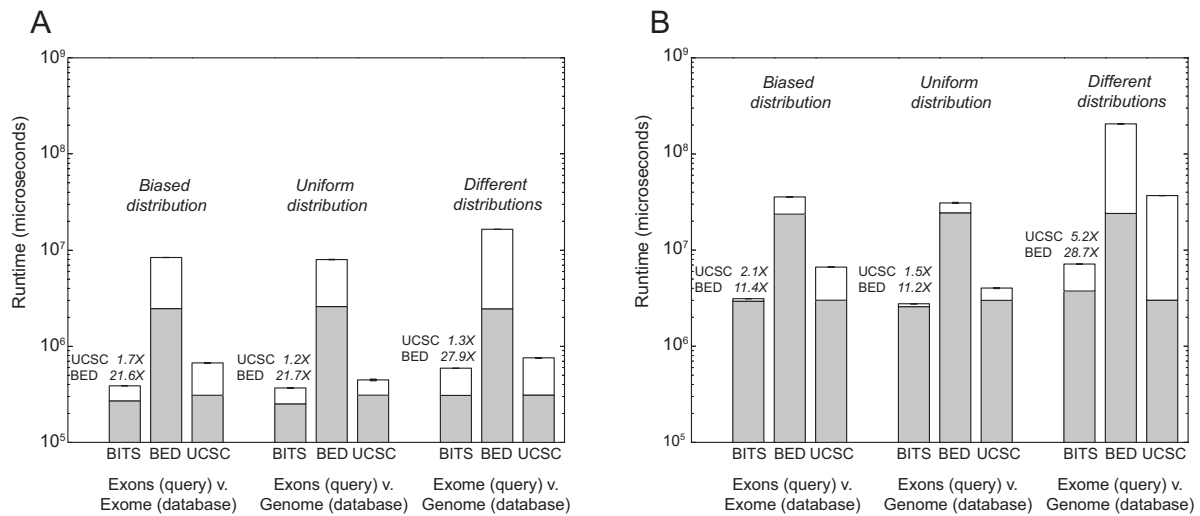 A
Runtime (microseconds)
10^9
10^8
10^7
10^6
10^5
Biased
distribution
Uniform
distribution
Different
distributions
UCSC 1.7X
BED 21.6X
UCSC 1.2X
BED 21.7X
UCSC 1.3X
BED 27.9X
BITS BED UCSC
BITS BED UCSC
BITS BED UCSC
Exons (query) v.
Exome (database)
Exons (query) v.
Genome (database)
Exome (query) v.
Genome (database)
B
Runtime (microseconds)
10^9
10^8
10^7
10^6
10^5
Biased
distribution
Uniform
distribution
Different
distributions
UCSC 2.1X
BED 11.4X
UCSC 1.5X
BED 11.2X
UCSC 5.2X
BED 28.7X
BITS BED UCSC
BITS BED UCSC
BITS BED UCSC
Exons (query) v.
Exome (database)
Exons (query) v.
Genome (database)
Exome (query) v.
Genome (database)